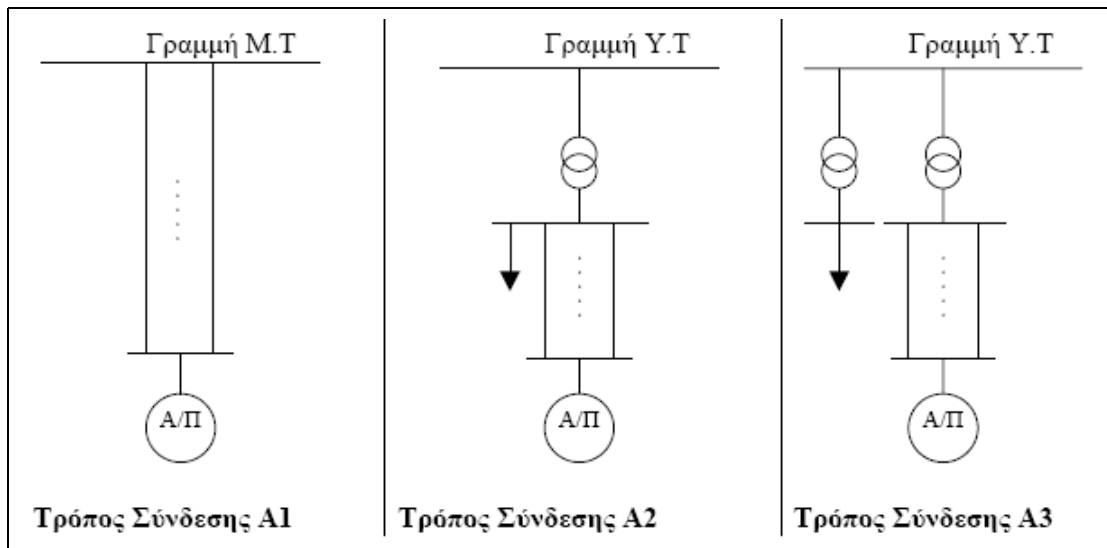 Γραμμή Μ.Τ
Α/Π
Τρόπος Σύνδεσης Α1
Γραμμή Υ.Τ
Α/Π
Τρόπος Σύνδεσης Α2
Γραμμή Υ.Τ
Α/Π
Τρόπος Σύνδεσης Α3